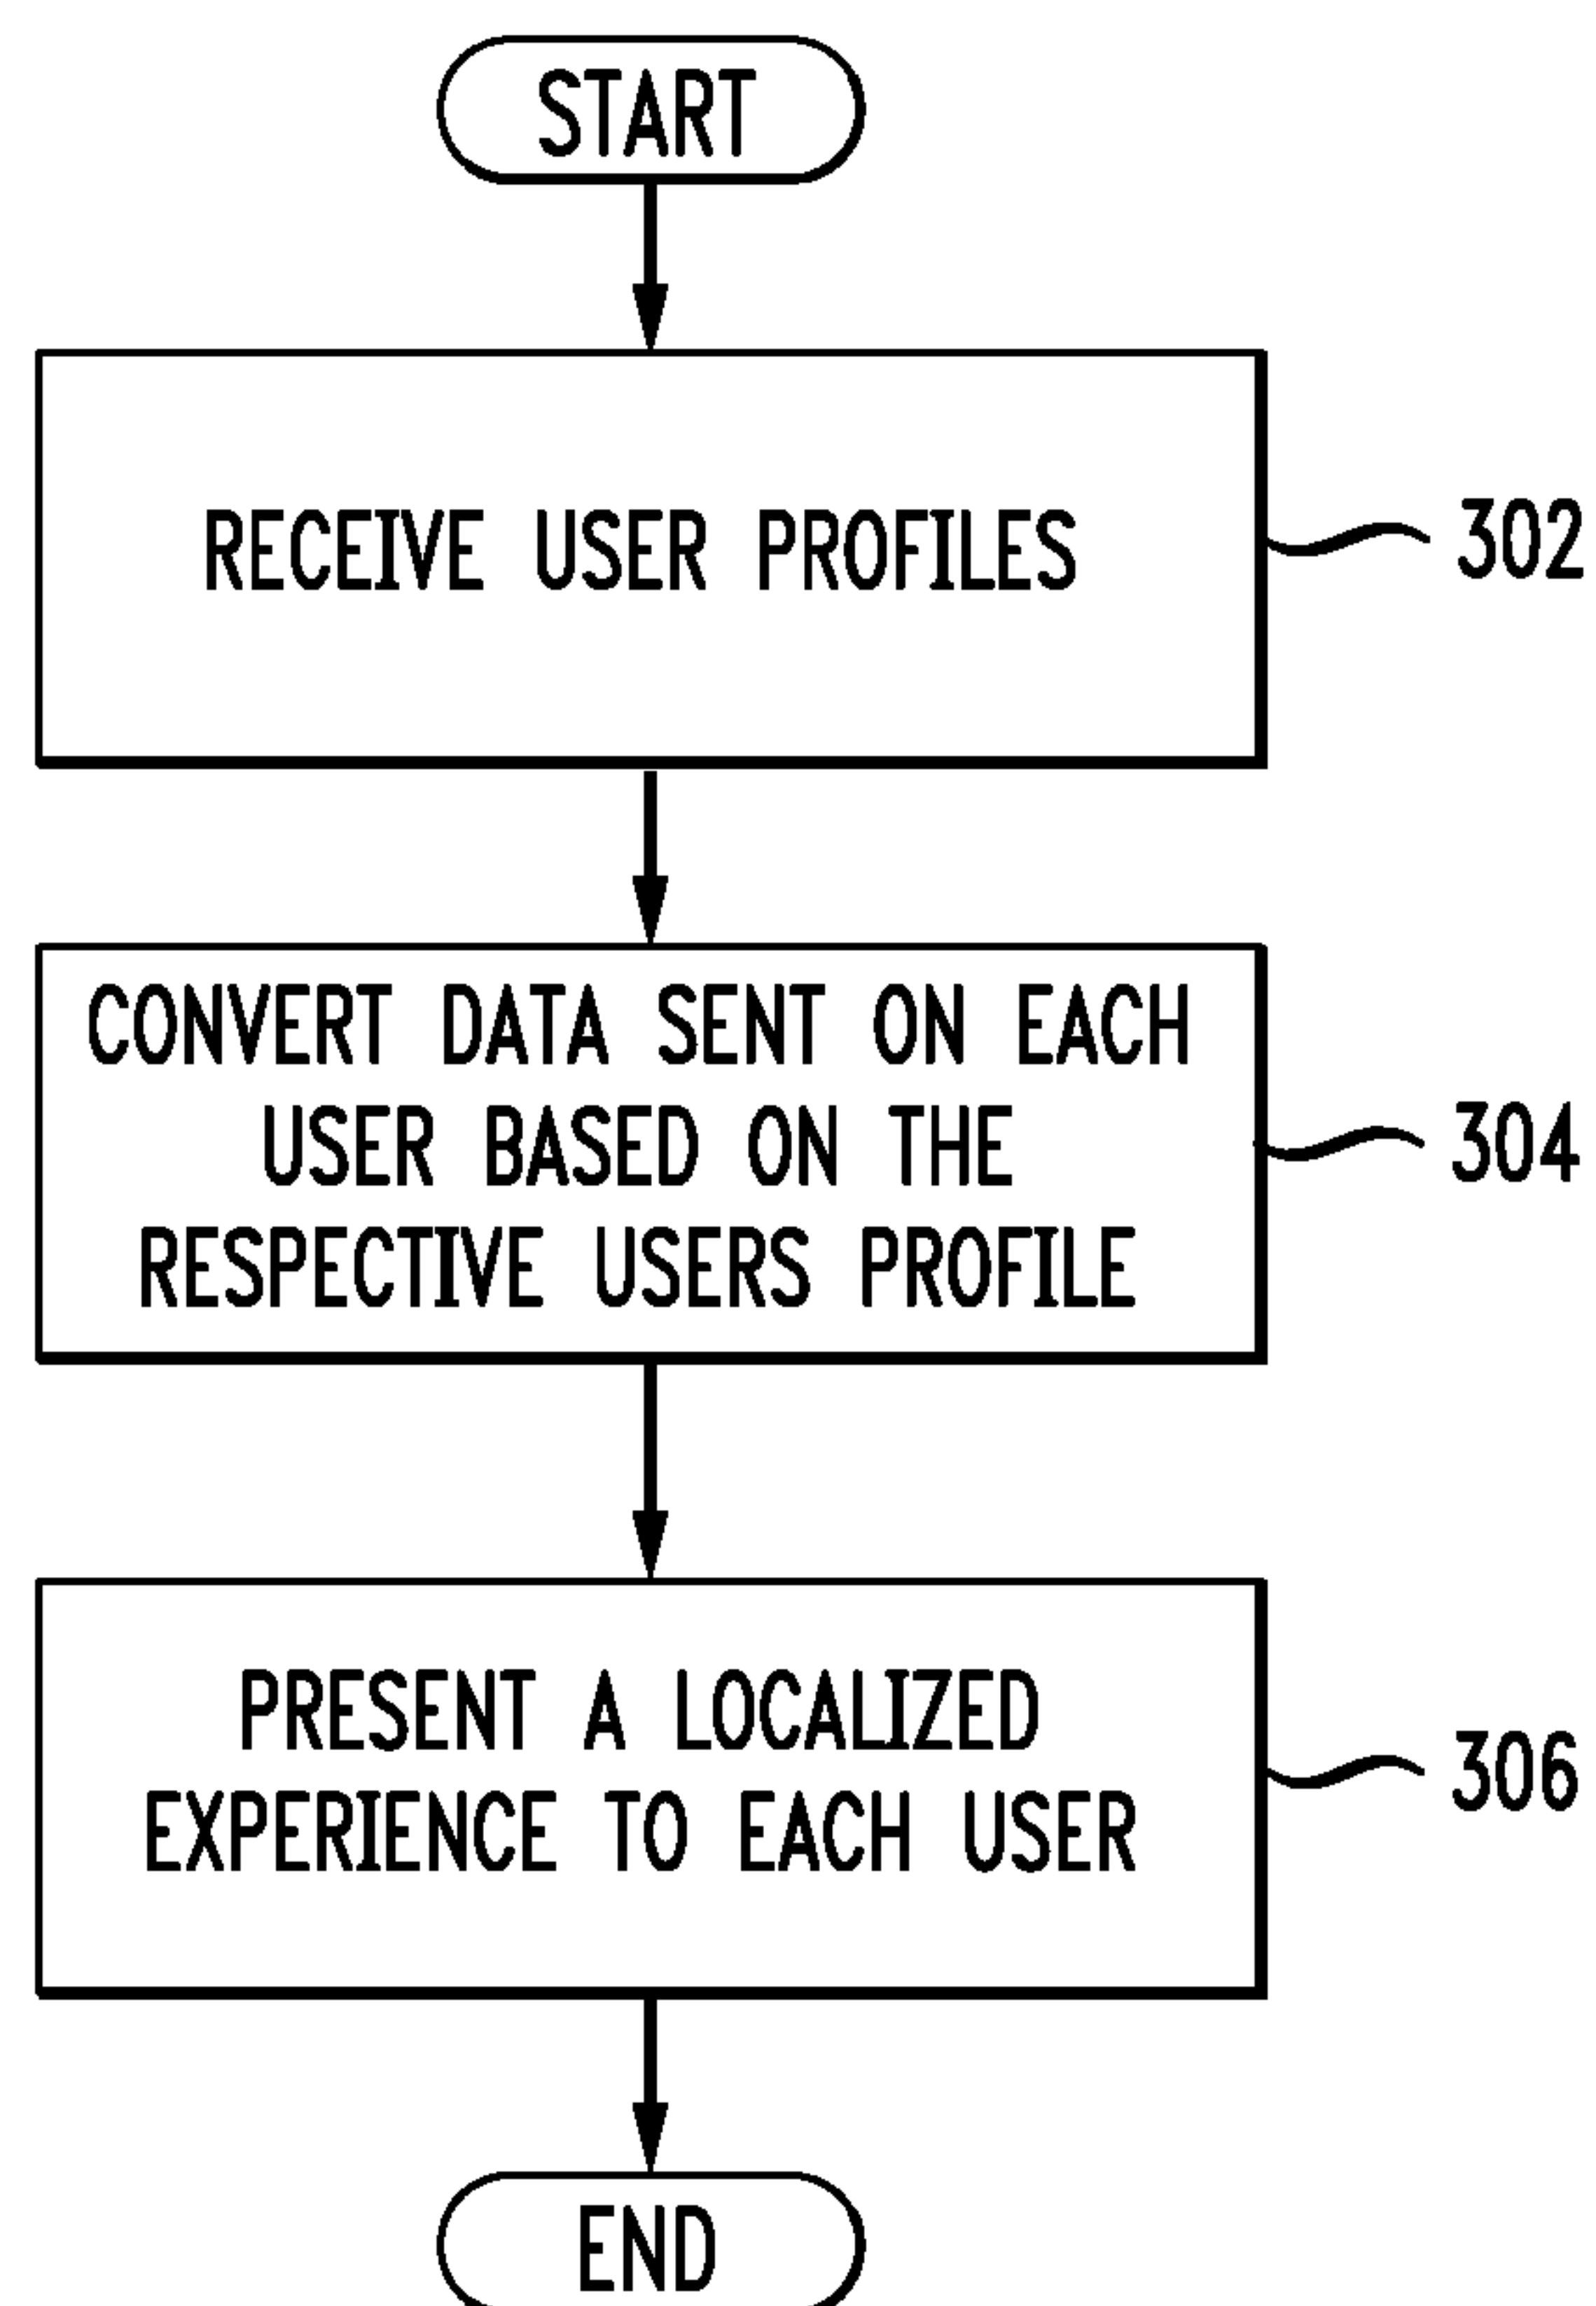 START
RECEIVE USER PROFILES
302
CONVERT DATA SENT ON EACH
USER BASED ON THE
RESPECTIVE USERS PROFILE
304
PRESENT A LOCALIZED
EXPERIENCE TO EACH USER
306
END